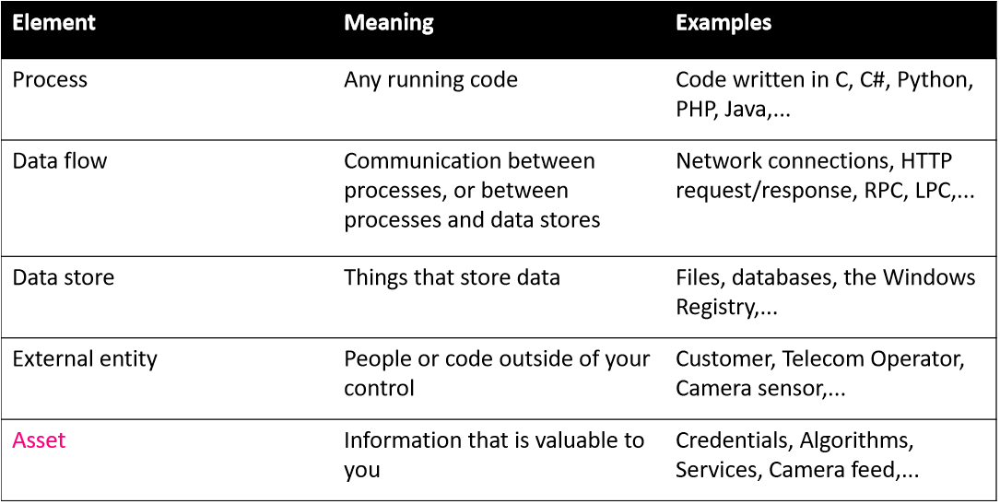 Element Meaning Examples
Process Any running code Code written in C, C#, Python,
PHP, Java,...
Data flow Communication between Network connections, HTTP
processes, or between request/response, RPC, LPC,...
processes and data stores
Data store Things that store data Files, databases, the Windows
Registry,...
External entity People or code outside of your Customer, Telecom Operator,
control Camera sensor,...
Asset Information that is valuable to Credentials, Algorithms,
you Services, Camera feed,...